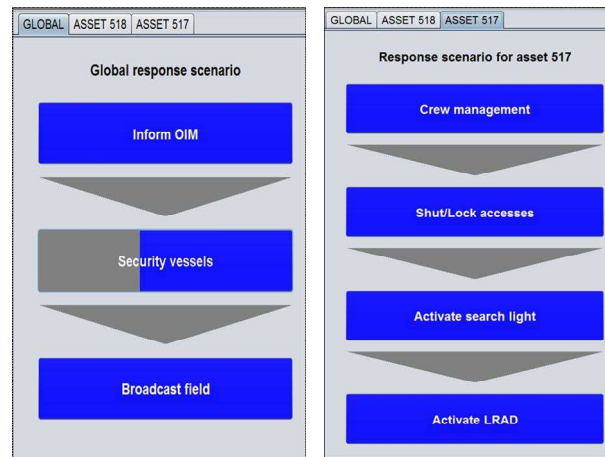 GLOBAL ASSET 518 ASSET 517
Global response scenario
Inform OIM
Security vessels
Broadcast field
GLOBAL ASSET 518 ASSET 517
Response scenario for asset 517
Crew management
Shut/Lock accesses
Activate search light
Activate LRAD